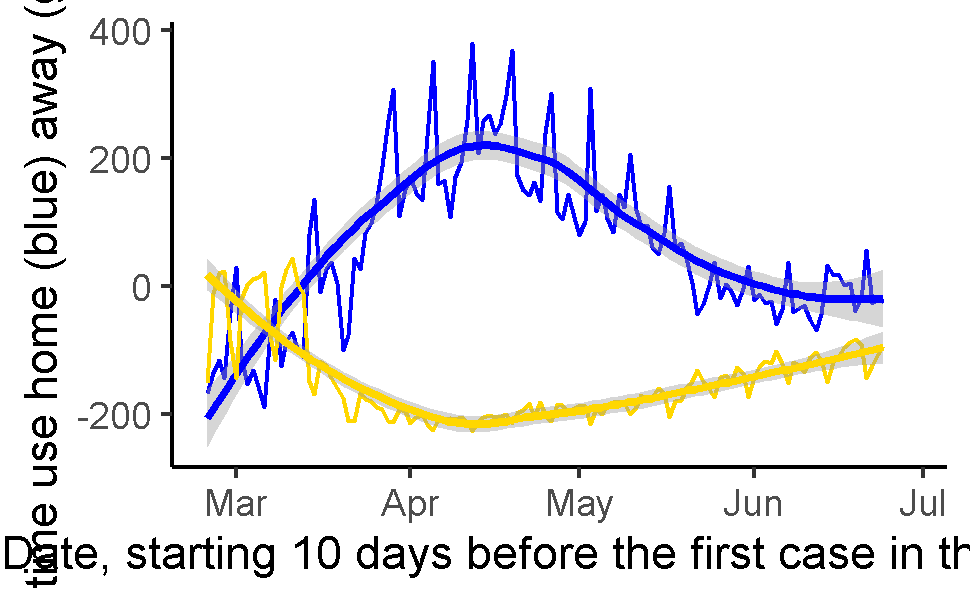 time use home (blue) away (
400
200
0
-200
Mar Apr May Jun Jul
Date, starting 10 days before the first case in th